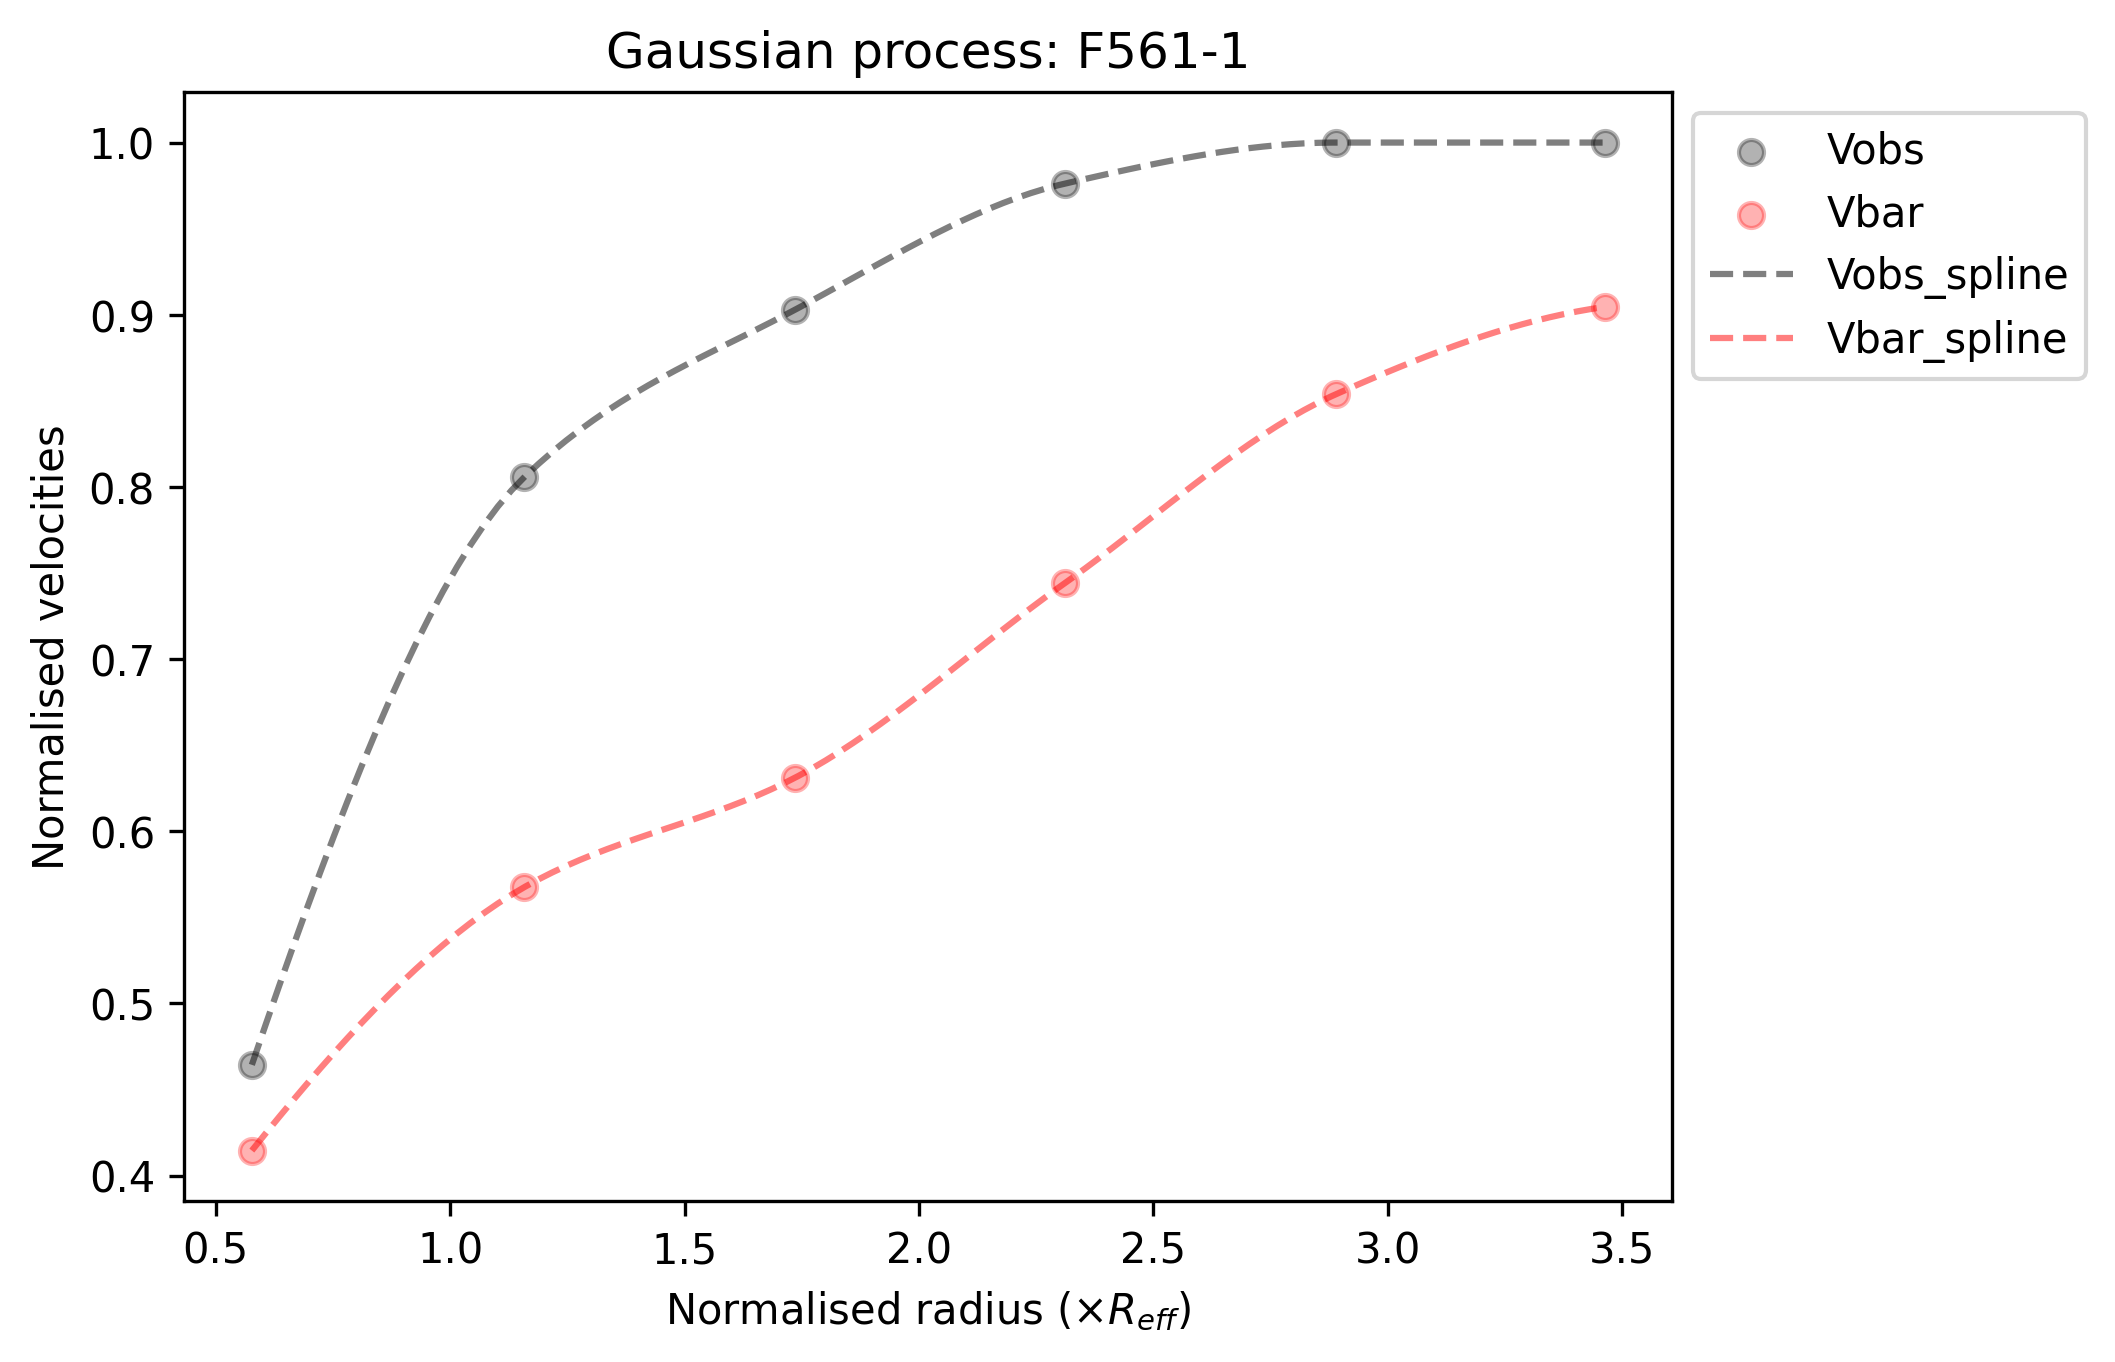 Gaussian process: F561-1
1.0
0.9
0.8
0.7
0.6
0.5
0.4
Normalised velocities
0.5 1.0 1.5 2.0 2.5 3.0 3.5
Normalised radius (×R_eff)
Vobs
Vbar
Vobs_spline
Vbar_spline